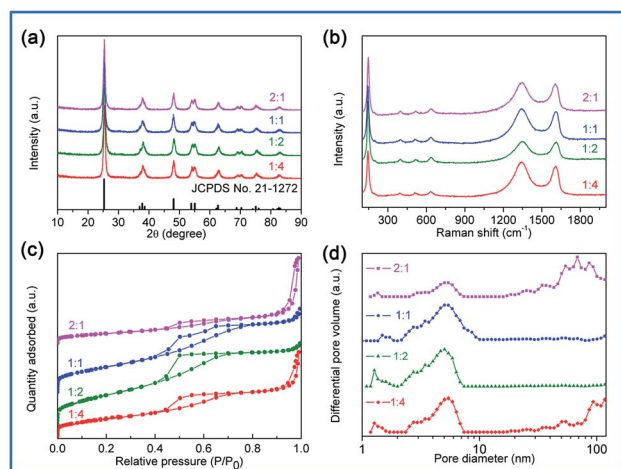 (a)
2:1
1:1
1:2
1:4
JCPDS No. 21-1272
Intensity (a.u.)
10 20 30 40 50 60 70 80 90
2θ (degree)
(b)
2:1
1:1
1:2
1:4
Intensity (a.u.)
300 600 900 1200 1500 1800
Raman shift (cm⁻¹)
(c)
2:1
1:1
1:2
1:4
Quantity adsorbed (a.u.)
0.0 0.2 0.4 0.6 0.8 1.0
Relative pressure (P/P₀)
(d)
2:1
1:1
1:2
1:4
Differential pore volume (a.u.)
1 10 100
Pore diameter (nm)